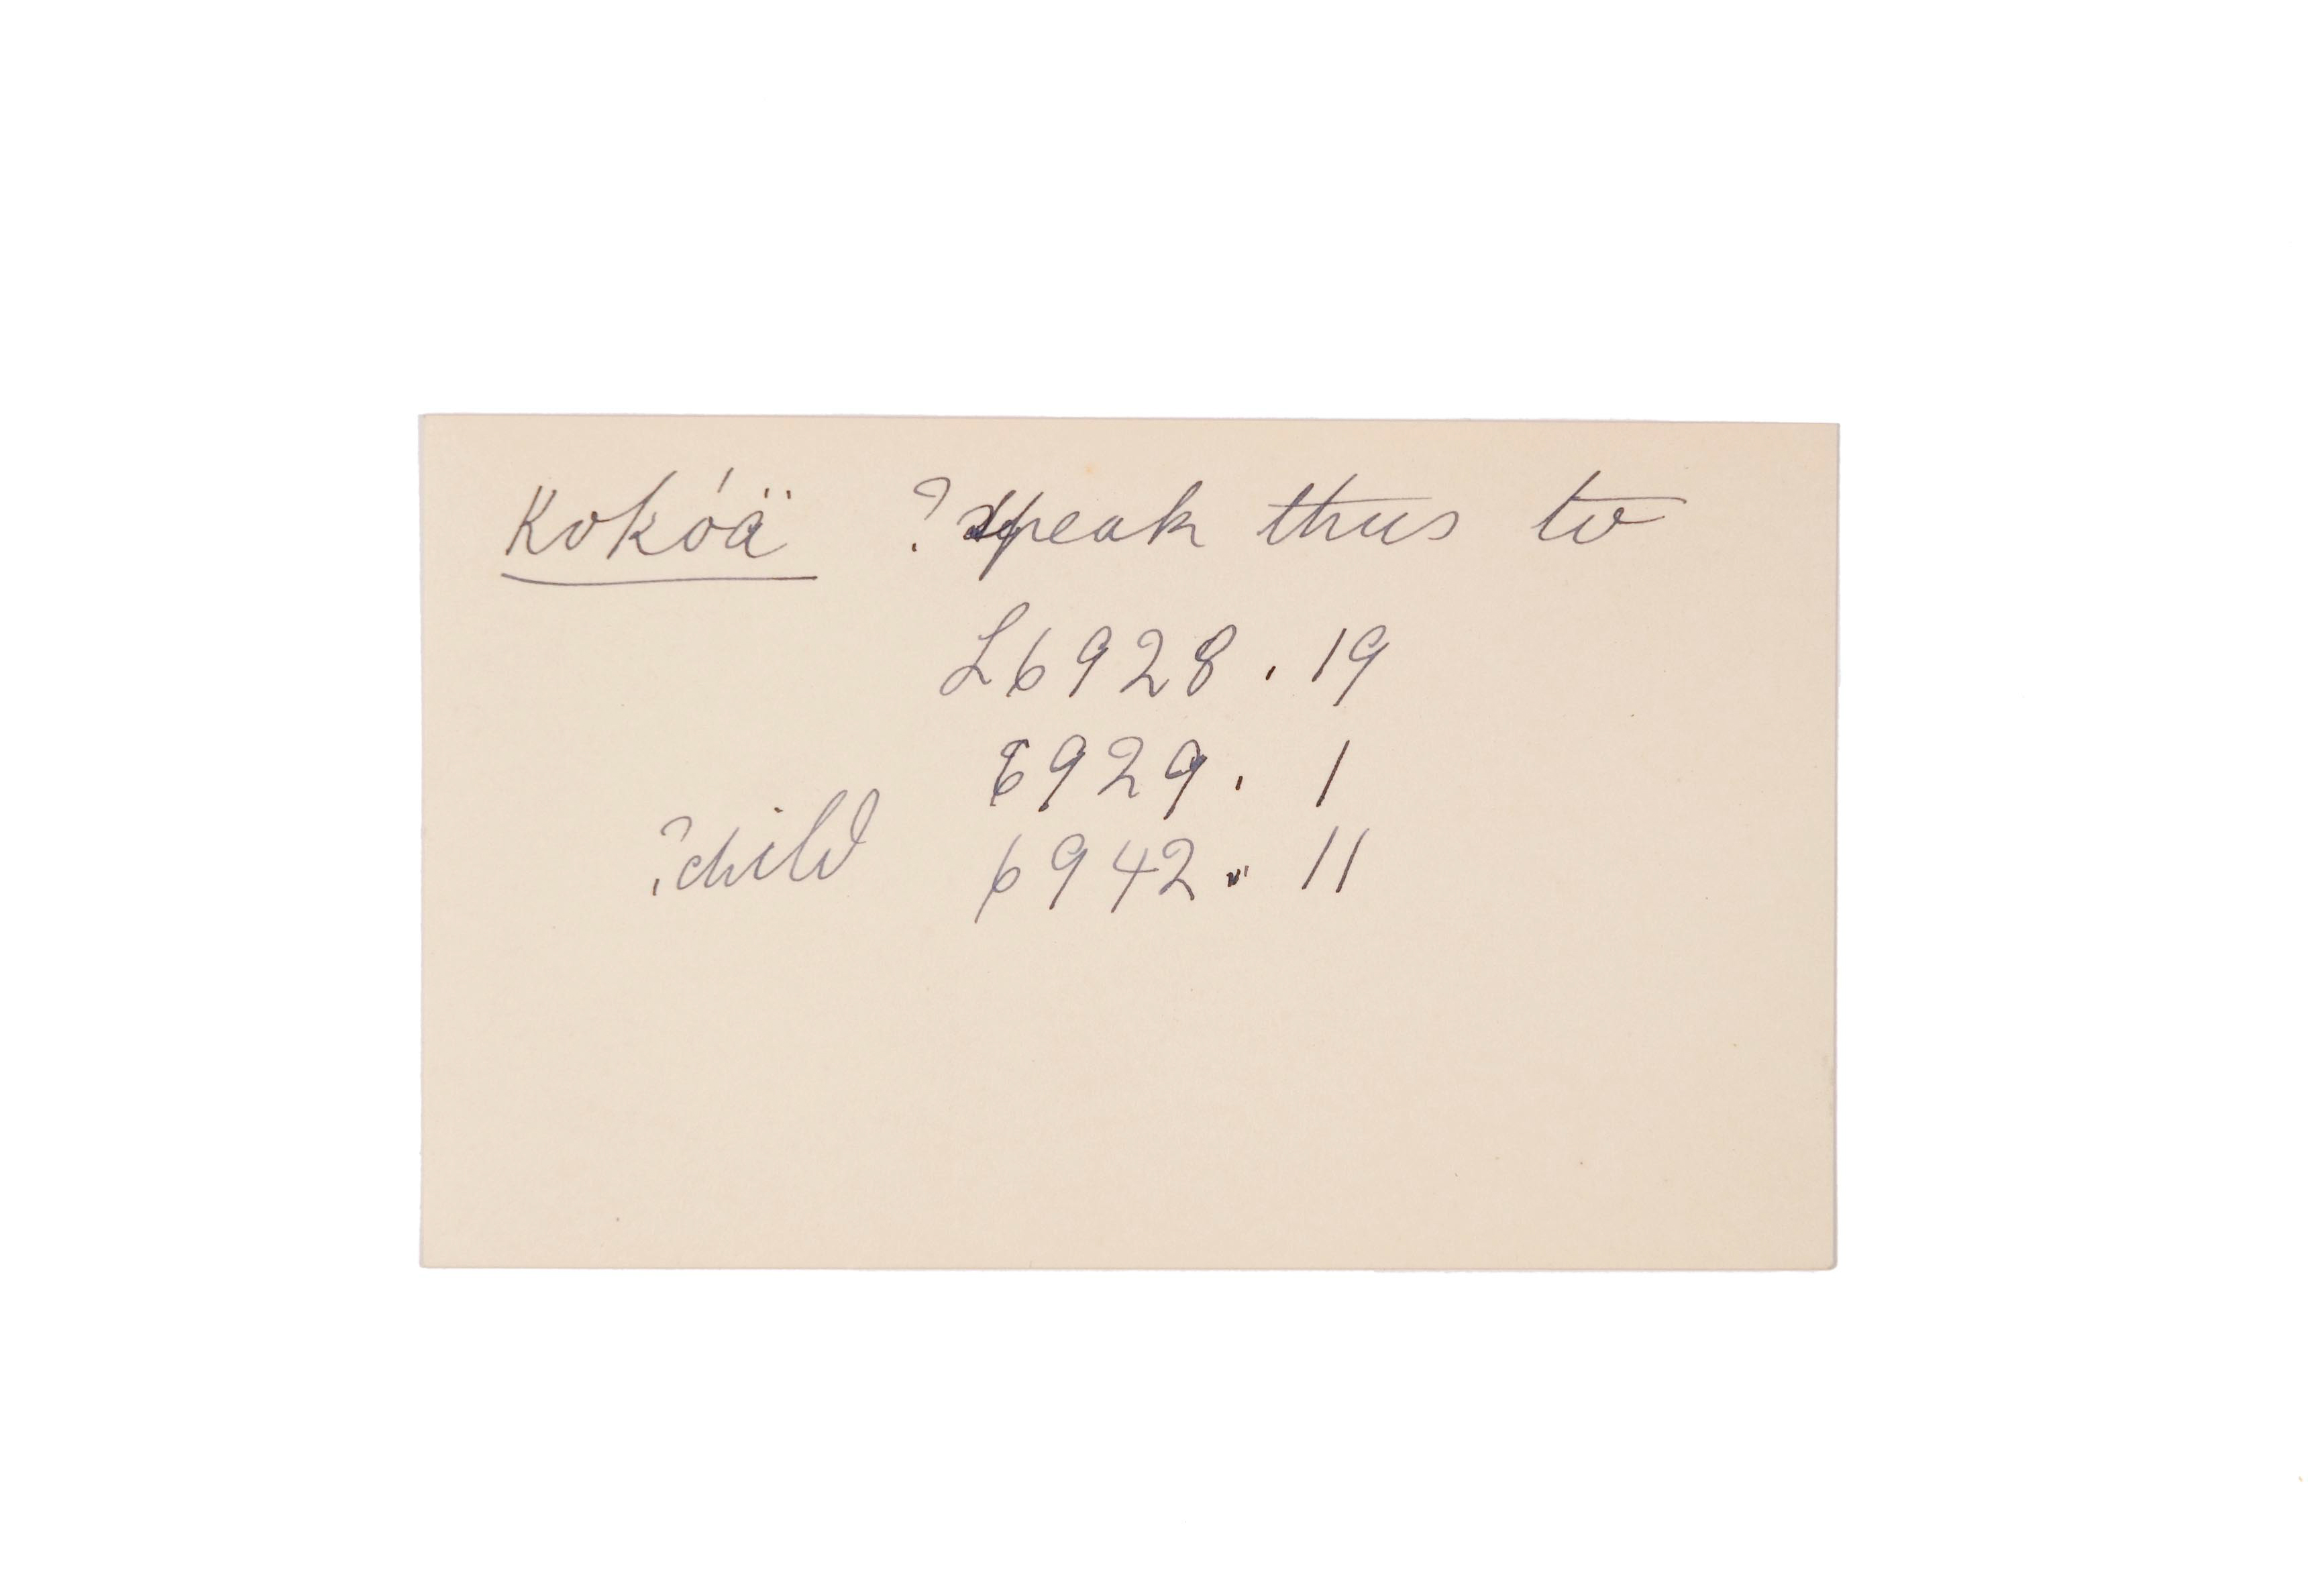 Kokóä ? speak thus to
L6928.19
6929.1
?child 6942.11